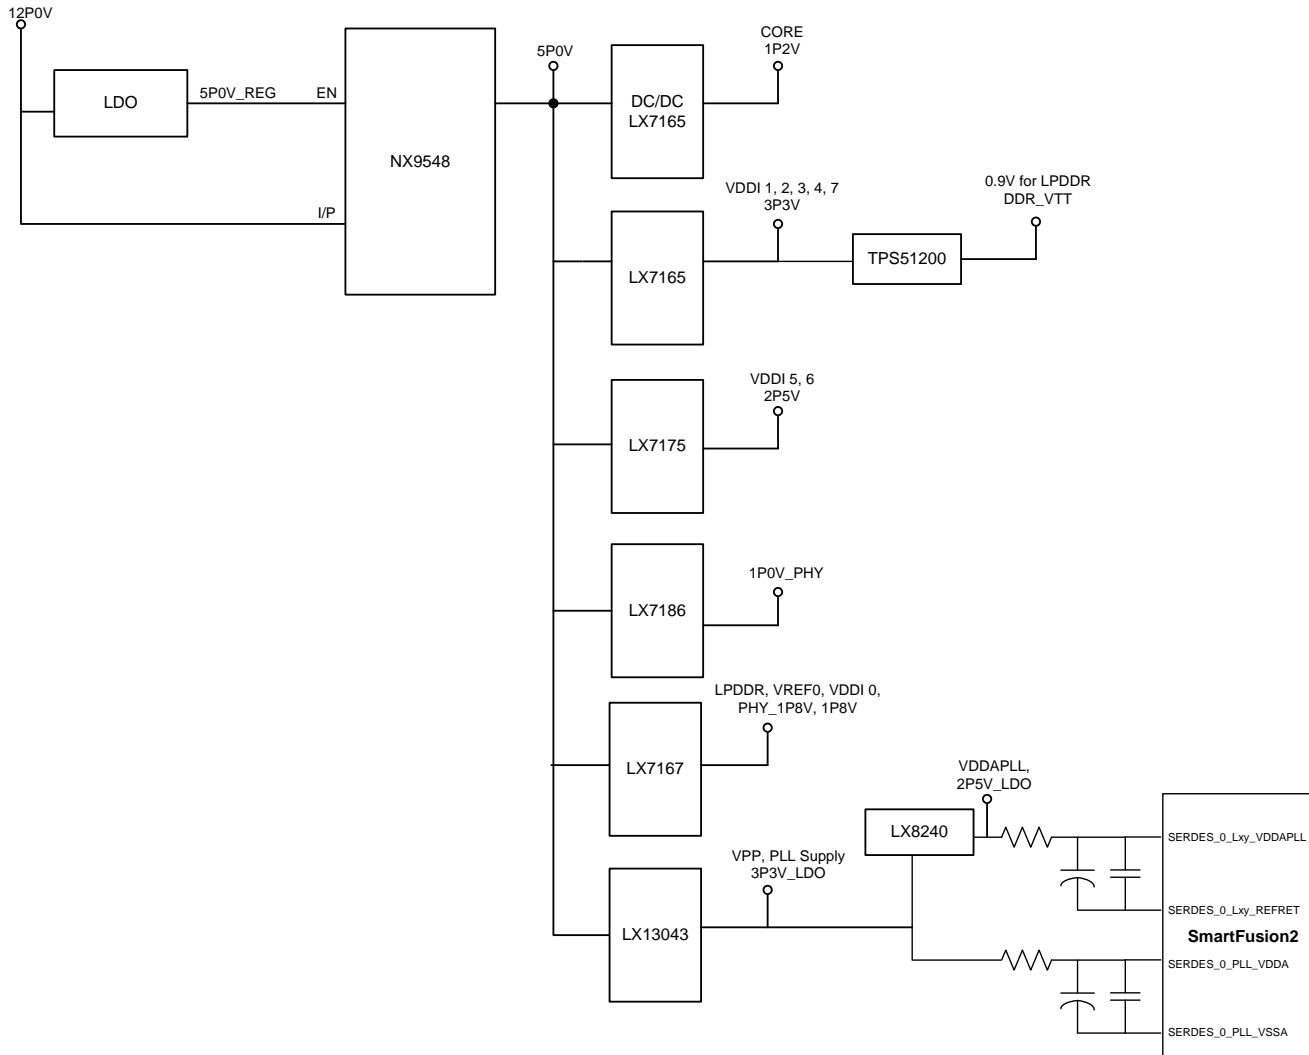 12P0V
LDO
5P0V_REG
EN
I/P
NX9548
5P0V
DC/DC
LX7165
CORE
1P2V
LX7165
VDDI 1, 2, 3, 4, 7
3P3V
TPS51200
0.9V for LPDDR
DDR_VTT
LX7175
VDDI 5, 6
2P5V
LX7186
1P0V_PHY
LX7167
LPDDR, VREF0, VDDI 0,
PHY_1P8V, 1P8V
LX13043
VPP, PLL Supply
3P3V_LDO
LX8240
VDDAPLL,
2P5V_LDO
SERDES_0_Lxy_VDDAPLL
SERDES_0_Lxy_REFRET
SmartFusion2
SERDES_0_PLL_VDDA
SERDES_0_PLL_VSSA